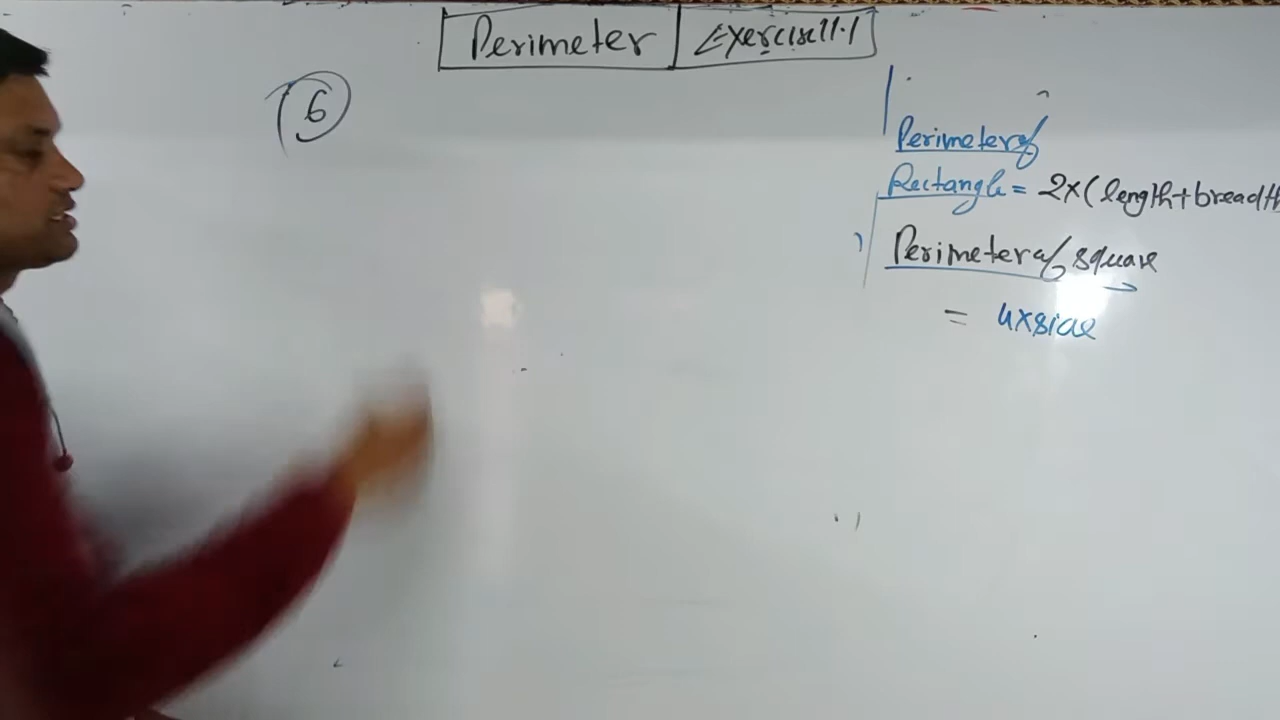 Perimeter Exercise 11.1
6
Perimeter of
Rectangle = 2×(length+breadth
Perimeter of square
= 4×side